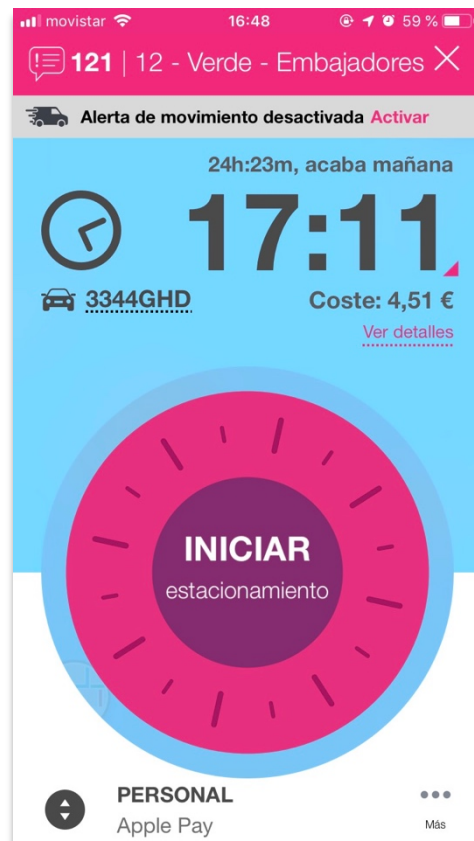 movistar 16:48 59 %
121 | 12 - Verde - Embajadores
Alerta de movimiento desactivada Activar
24h:23m, acaba mañana
17:11
3344GHD
Coste: 4,51 €
Ver detalles
INICIAR
estacionamiento
PERSONAL
Apple Pay
Más